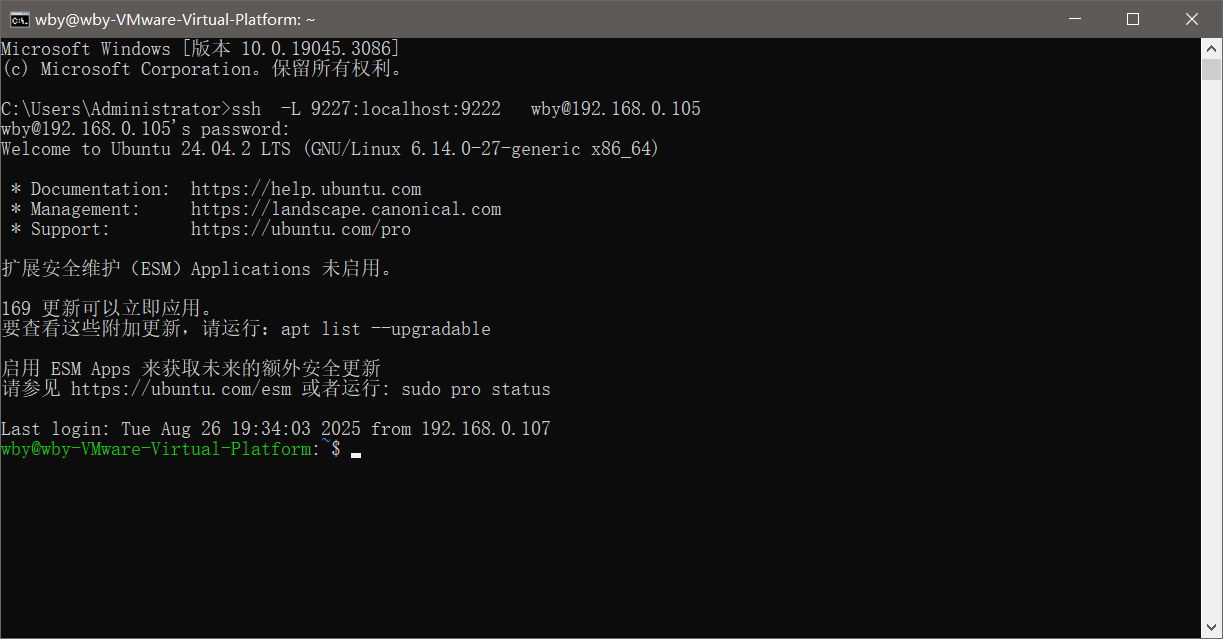 wby@wby-VMware-Virtual-Platform: ~
Microsoft Windows [版本 10.0.19045.3086]
(c) Microsoft Corporation。保留所有权利。
C:\Users\Administrator>ssh  -L 9227:localhost:9222   wby@192.168.0.105
wby@192.168.0.105's password:
Welcome to Ubuntu 24.04.2 LTS (GNU/Linux 6.14.0-27-generic x86_64)
 * Documentation:  https://help.ubuntu.com
 * Management:     https://landscape.canonical.com
 * Support:        https://ubuntu.com/pro
扩展安全维护（ESM）Applications 未启用。
169 更新可以立即应用。
要查看这些附加更新，请运行：apt list --upgradable
启用 ESM Apps 来获取未来的额外安全更新
请参见 https://ubuntu.com/esm 或者运行: sudo pro status
Last login: Tue Aug 26 19:34:03 2025 from 192.168.0.107
wby@wby-VMware-Virtual-Platform:~$